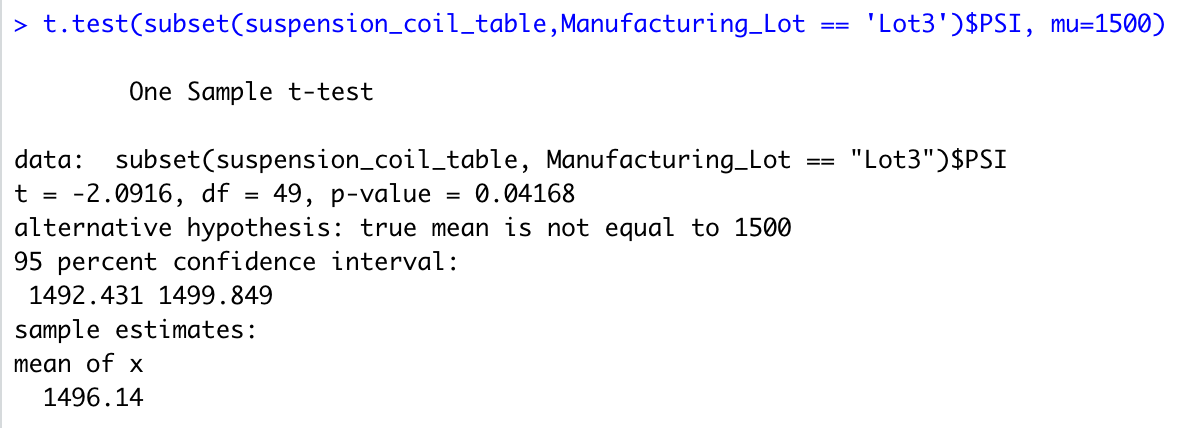 > t.test(subset(suspension_coil_table,Manufacturing_Lot == 'Lot3')$PSI, mu=1500)
One Sample t-test
data:  subset(suspension_coil_table, Manufacturing_Lot == "Lot3")$PSI
t = -2.0916, df = 49, p-value = 0.04168
alternative hypothesis: true mean is not equal to 1500
95 percent confidence interval:
1492.431 1499.849
sample estimates:
mean of x
1496.14